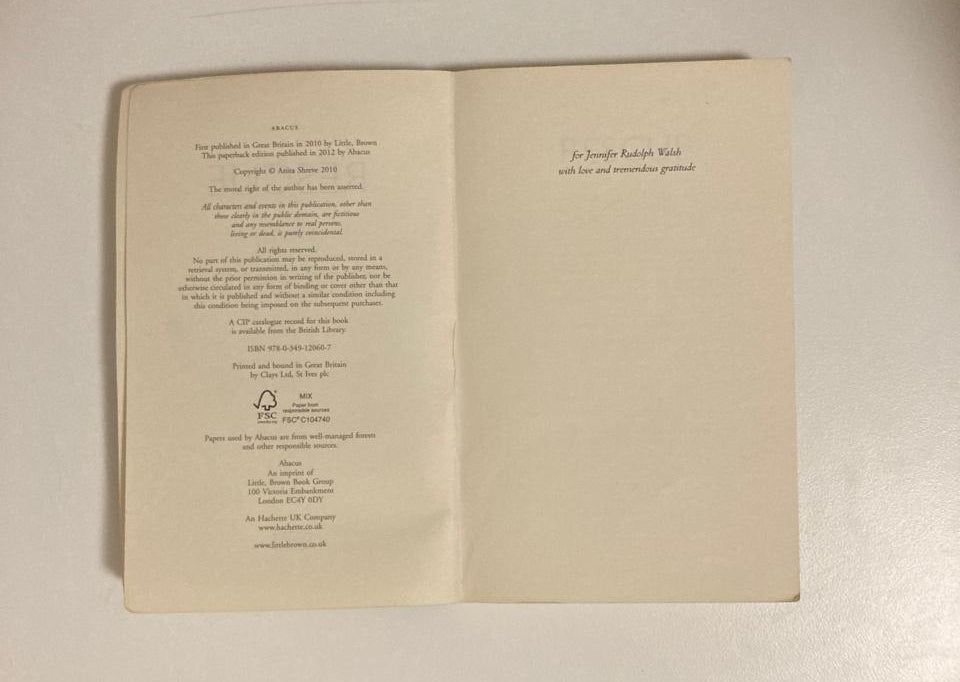 ABACUS
First published in Great Britain in 2010 by Little, Brown
This paperback edition published in 2012 by Abacus
Copyright © Anita Shreve 2010
The moral right of the author has been asserted.
All characters and events in this publication, other than
those clearly in the public domain, are fictitious
and any resemblance to real persons,
living or dead, is purely coincidental.
All rights reserved.
No part of this publication may be reproduced, stored in a
retrieval system, or transmitted, in any form or by any means,
without the prior permission in writing of the publisher, nor be
otherwise circulated in any form of binding or cover other than that
in which it is published and without a similar condition including
this condition being imposed on the subsequent purchaser.
A CIP catalogue record for this book
is available from the British Library.
ISBN 978-0-349-12060-7
Printed and bound in Great Britain
by Clays Ltd, St Ives plc
MIX
Paper from
responsible sources
FSC
FSC® C104740
Papers used by Abacus are from well-managed forests
and other responsible sources.
Abacus
An imprint of
Little, Brown Book Group
100 Victoria Embankment
London EC4Y 0DY
An Hachette UK Company
www.hachette.co.uk
www.littlebrown.co.uk
for Jennifer Rudolph Walsh
with love and tremendous gratitude